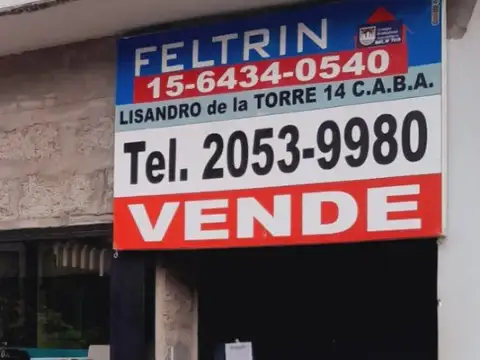 FELTRIN
15-6434-0540
LISANDRO de la TORRE 14 C.A.B.A.
Tel. 2053-9980
VENDE